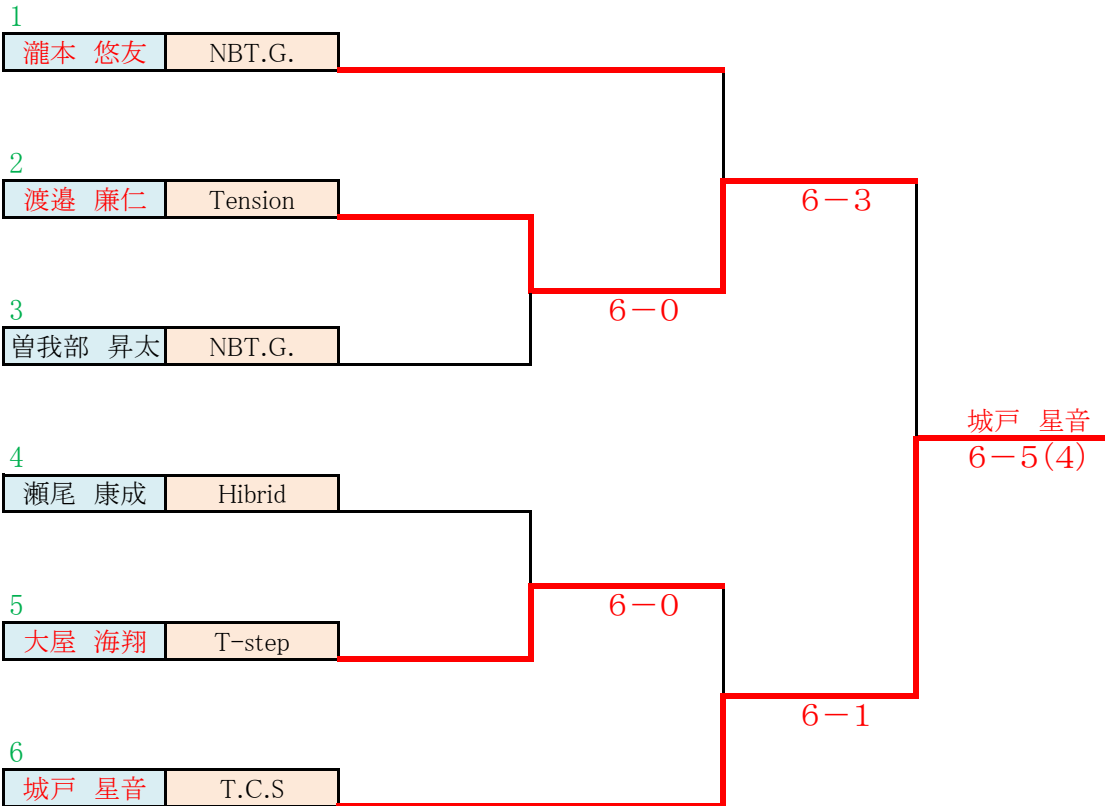 1
瀧本 悠友 NBT.G.
2
渡邉 廉仁 Tension
6－3
3
6－0
曽我部 昇太 NBT.G.
城戸 星音
6－5(4)
4
瀬尾 康成 Hibrid
5
6－0
大屋 海翔 T-step
6－1
6
城戸 星音 T.C.S